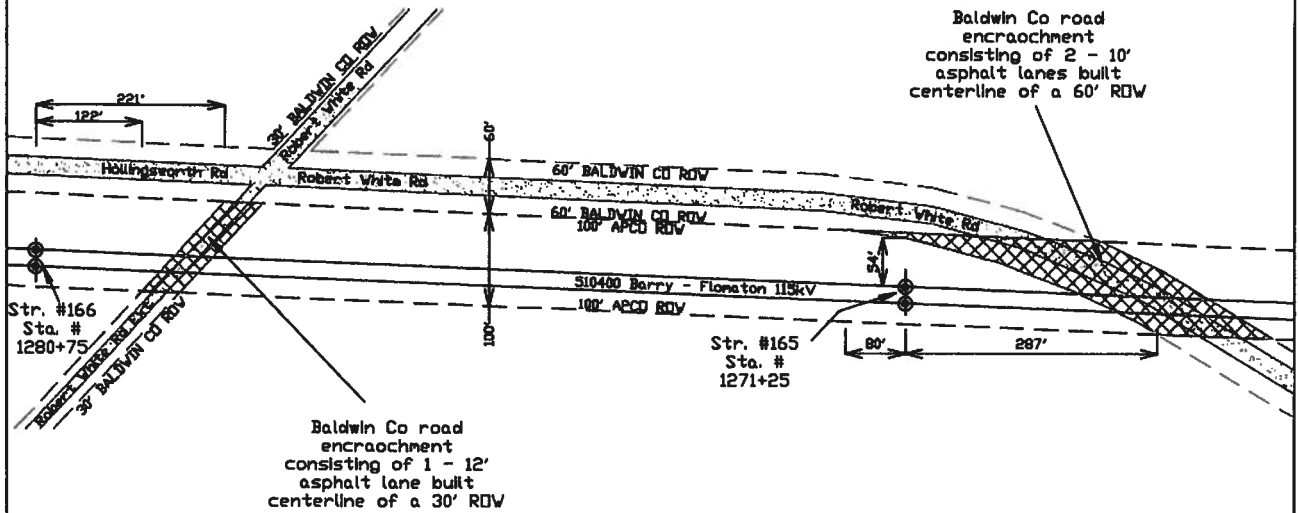 Baldwin Co road
encraochment
consisting of 2 - 10'
asphalt lanes built
centerline of a 60' ROW
221'
122'
30' BALDWIN CO ROW
Robert White Rd
60'
Hollingsworth Rd
Robert White Rd
60' BALDWIN CO ROW
60' BALDWIN CO ROW
100' APCO ROW
Robert White Rd
54'
S10400 Barry - Flomaton 115kV
100' APCO ROW
100'
Str. #166
Sta. #
1280+75
Str. #165
Sta. #
1271+25
80'
287'
Robert White Rd EXT
30' BALDWIN CO ROW
Baldwin Co road
encraochment
consisting of 1 - 12'
asphalt lane built
centerline of a 30' ROW